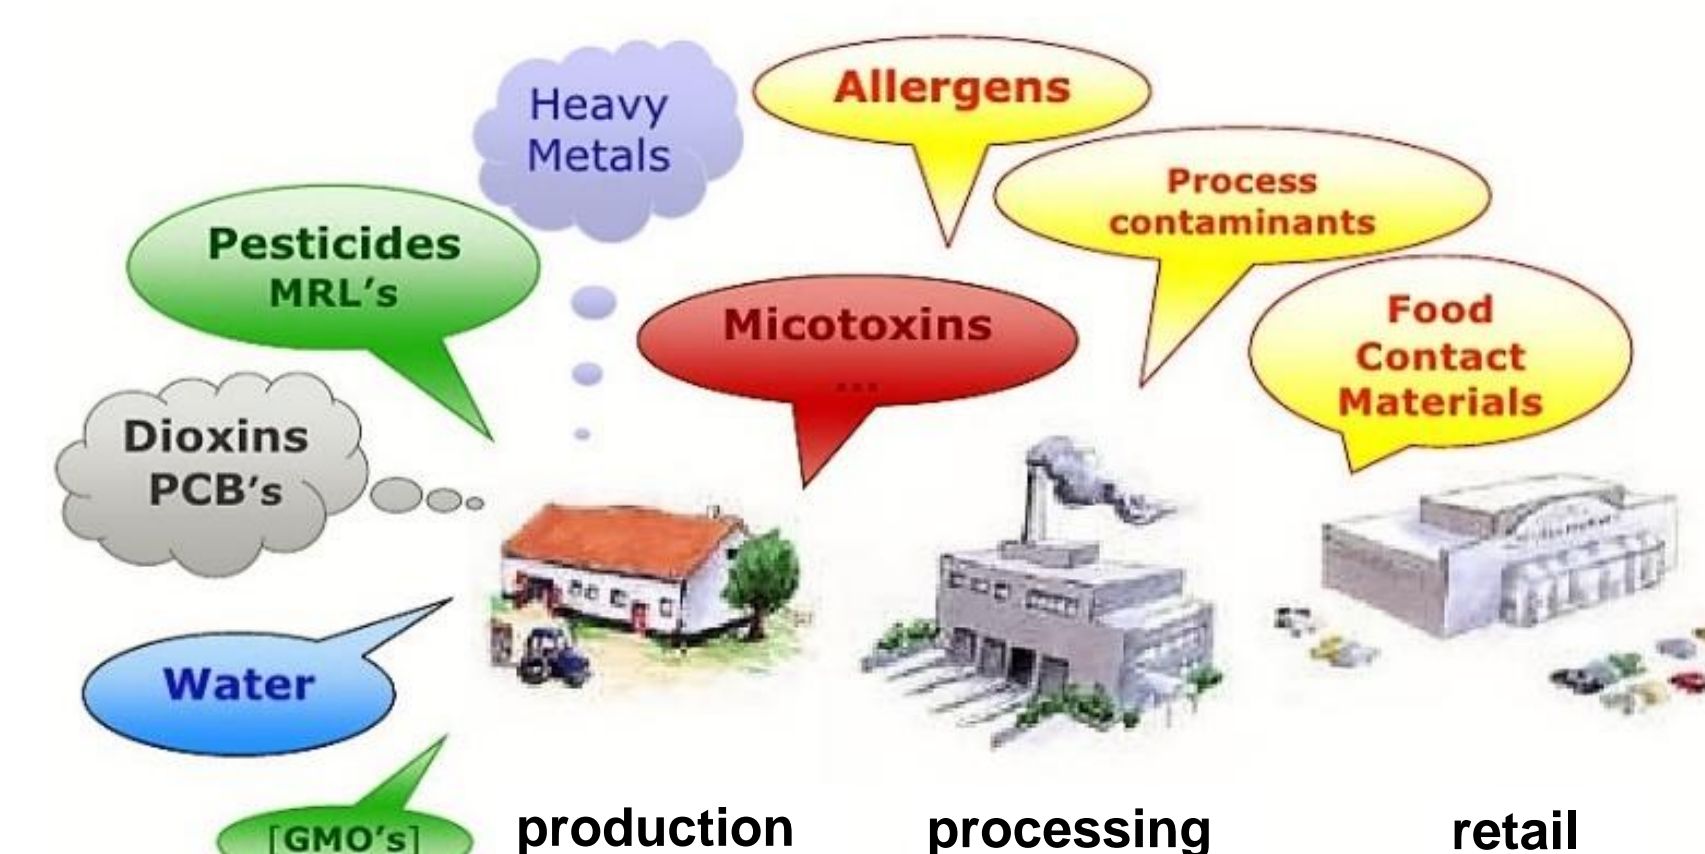 Heavy
Metals
Allergens
Process
contaminants
Pesticides
MRL's
Micotoxins
...
Food
Contact
Materials
Dioxins
PCB's
Water
[GMO's]
production
processing
retail